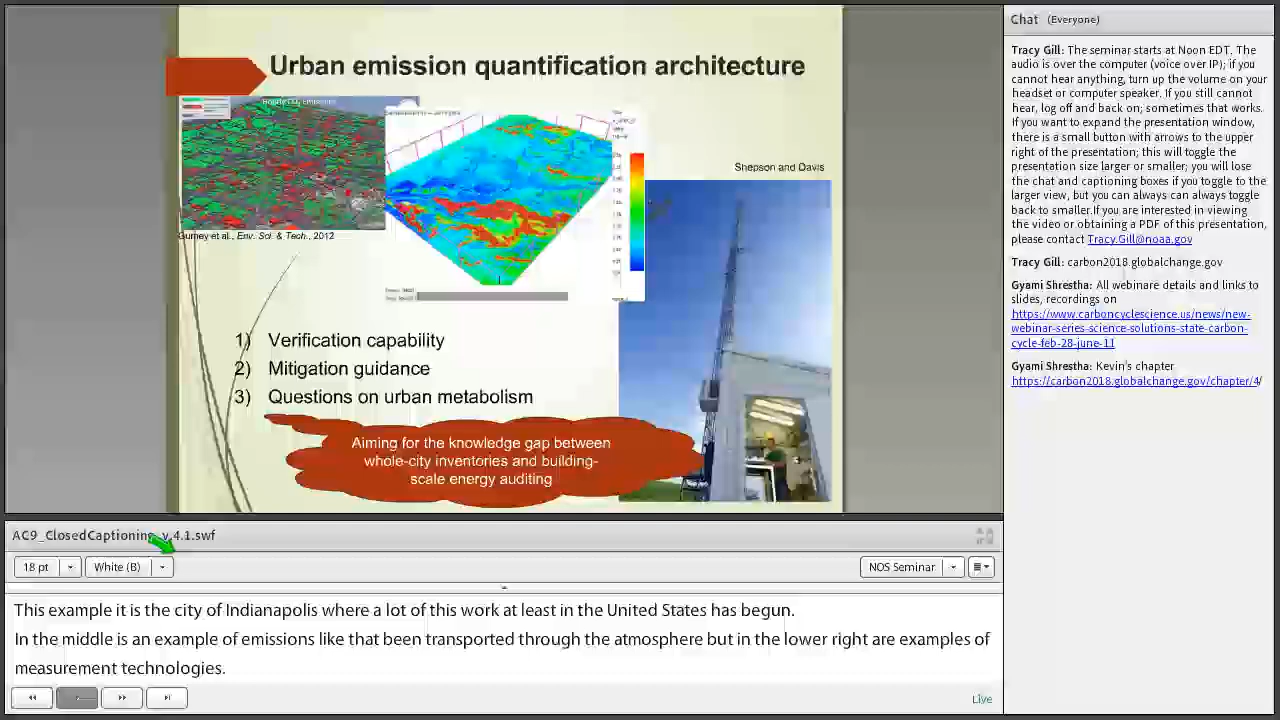 Urban emission quantification architecture
Shepson and Davis
Gurney et al., Env. Sci. & Tech., 2012
1) Verification capability
2) Mitigation guidance
3) Questions on urban metabolism
Aiming for the knowledge gap between
whole-city inventories and building-
scale energy auditing
AC9_ClosedCaptioning_v.4.1.swf
18 pt
White (B)
NOS Seminar
This example it is the city of Indianapolis where a lot of this work at least in the United States has begun.
In the middle is an example of emissions like that been transported through the atmosphere but in the lower right are examples of
measurement technologies.
Live
Chat (Everyone)
Tracy Gill: The seminar starts at Noon EDT. The
audio is over the computer (voice over IP); if you
cannot hear anything, turn up the volume on your
headset or computer speaker. If you still cannot
hear, log off and back on; sometimes that works.
If you want to expand the presentation window,
there is small button with arrows to the upper
right of the presentation; this will toggle the
presentation size larger or smaller; you will lose
the chat and captioning boxes if you toggle to the
larger view, but you can always can always toggle
back to smaller.If you are interested in viewing
the video or obtaining a PDF of this presentation,
please contact Tracy.Gill@noaa.gov
Tracy Gill: carbon2018.globalchange.gov
Gyami Shrestha: All webinare details and links to
slides, recordings on
https://www.carboncyclescience.us/news/new-
webinar-series-science-solutions-state-carbon-
cycle-feb-28-june-11
Gyami Shrestha: Kevin's chapter
https://carbon2018.globalchange.gov/chapter/4/